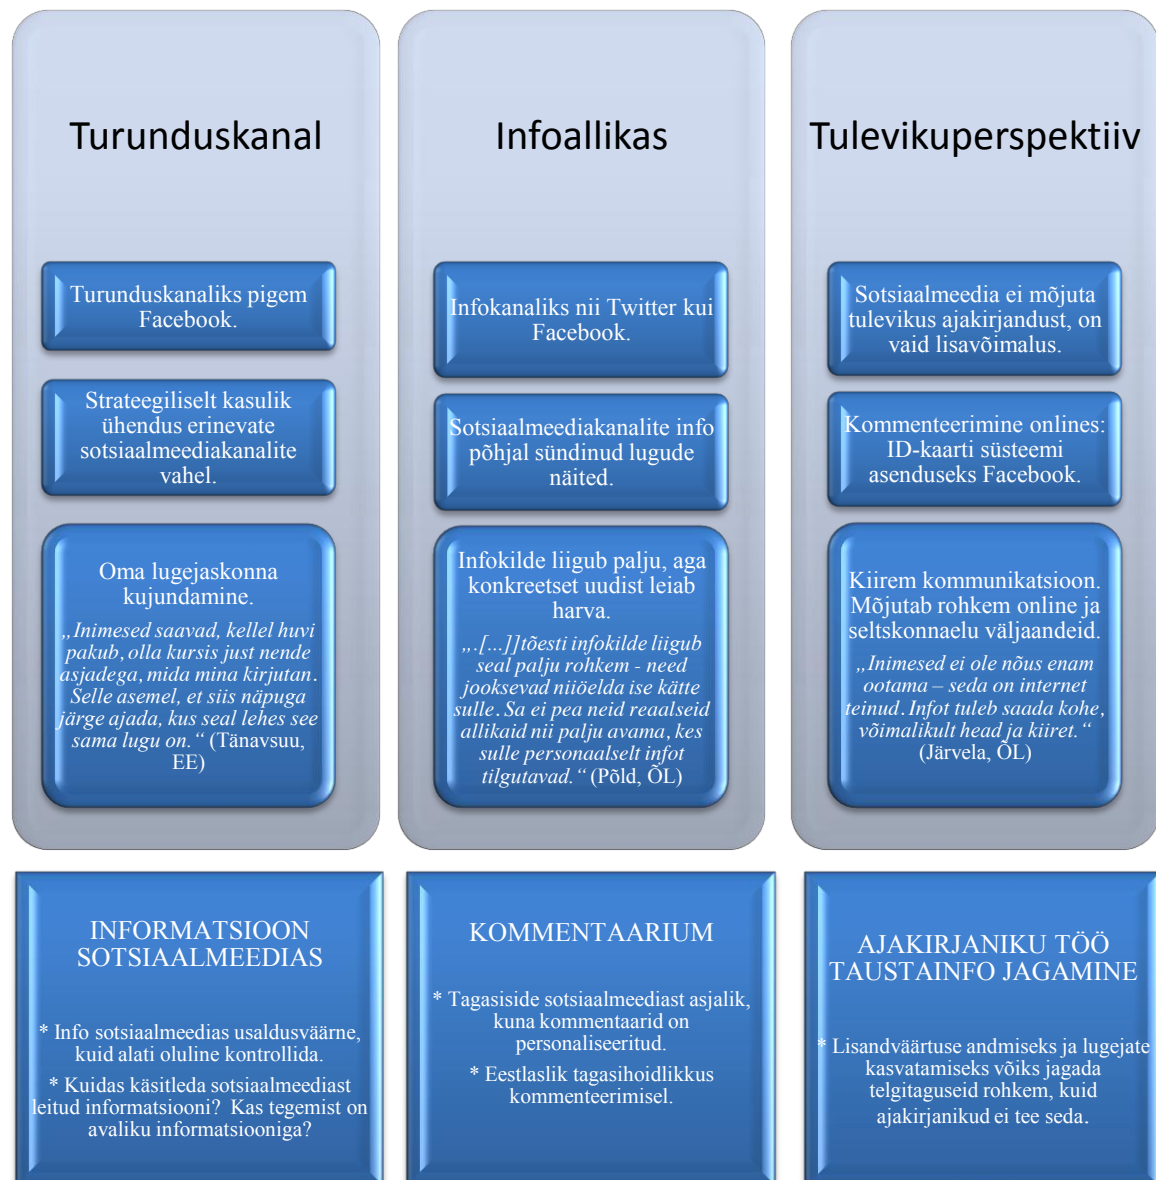 Turunduskanal
Turunduskanaliks pigem
Facebook.
Strateegiliselt kasulik
ühendus erinevate
sotsiaalmeediakanalite
vahel.
Oma lugejaskonna
kujundamine.
„Inimesed saavad, kellel huvi
pakub, olla kursis just nende
asjadega, mida mina kirjutan.
Selle asemel, et siis näpuga
järge ajada, kus seal lehes see
sama lugu on.“ (Tänavsuu,
EE)
Infoallikas
Infokanaliks nii Twitter kui
Facebook.
Sotsiaalmeediakanalite info
põhjal sündinud lugude
näited.
Infokilde liigub palju, aga
konkreetset uudist leiab
harva.
„.[...]]tõesti infokilde liigub
seal palju rohkem - need
jooksevad niiöelda ise kätte
sulle. Sa ei pea neid reaalseid
allikaid nii palju avama, kes
sulle personaalselt infot
tilgutavad.“ (Põld, ÕL)
Tulevikuperspektiiv
Sotsiaalmeedia ei mõjuta
tulevikus ajakirjandust, on
vaid lisavõimalus.
Kommenteerimine onlines:
ID-kaarti süsteemi
asenduseks Facebook.
Kiirem kommunikatsioon.
Mõjutab rohkem online ja
seltskonnaelu väljaandeid.
„Inimesed ei ole nõus enam
ootama – seda on internet
teinud. Infot tuleb saada kohe,
võimalikult head ja kiiret.“
(Järvela, ÕL)
INFORMATSIOON
SOTSIAALMEEDIAS
* Info sotsiaalmeedias usaldusväärne,
kuid alati oluline kontrollida.
* Kuidas käsitleda sotsiaalmeediast
leitud informatsiooni? Kas tegemist on
avaliku informatsiooniga?
KOMMENTAARIUM
* Tagasiside sotsiaalmeediast asjalik,
kuna kommentaarid on
personaliseeritud.
* Eestlaslik tagasihoidlikkus
kommenteerimisel.
AJAKIRJANIKU TÖÖ
TAUSTAINFO JAGAMINE
* Lisandväärtuse andmiseks ja lugejate
kasvatamiseks võiks jagada
telgitaguseid rohkem, kuid
ajakirjanikud ei tee seda.